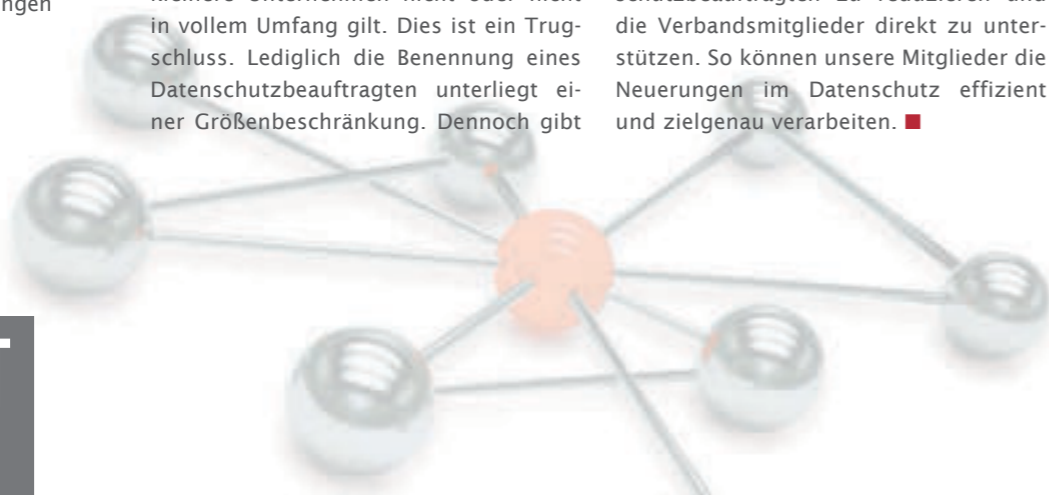 ngen
kleinere Unternehmen nicht oder nicht
in vollem Umfang gilt. Dies ist ein Trug-
schluss. Lediglich die Benennung eines
Datenschutzbeauftragten unterliegt ei-
ner Größenbeschränkung. Dennoch gibt
schutzbeauftragten zu reduzieren und
die Verbandsmitglieder direkt zu unter-
stützen. So können unsere Mitglieder die
Neuerungen im Datenschutz effizient
und zielgenau verarbeiten.